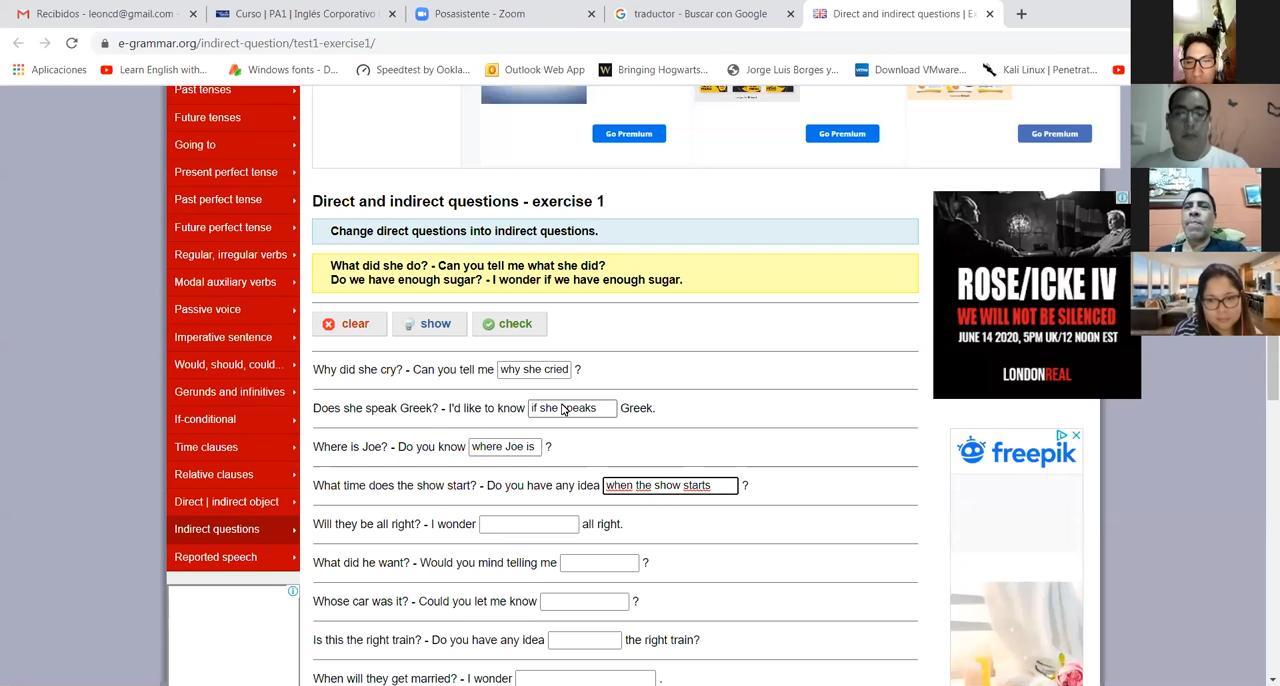 Recibidos - leoncd@gmail.com -
Curso | PA1 | Inglés Corporativo I
Posasistente - Zoom
traductor - Buscar con Google
Direct and indirect questions | Ex
e-grammar.org/indirect-question/test1-exercise1/
Aplicaciones
Learn English with...
Windows fonts - D...
Speedtest by Ookla...
Outlook Web App
Bringing Hogwarts...
Jorge Luis Borges y...
Download VMware...
Kali Linux | Penetrat...
Past tenses
Future tenses
Going to
Present perfect tense
Past perfect tense
Future perfect tense
Regular, irregular verbs
Modal auxiliary verbs
Passive voice
Imperative sentence
Would, should, could...
Gerunds and infinitives
If-conditional
Time clauses
Relative clauses
Direct | indirect object
Indirect questions
Reported speech
Go Premium
Go Premium
Go Premium
Direct and indirect questions - exercise 1
Change direct questions into indirect questions.
What did she do? - Can you tell me what she did?
Do we have enough sugar? - I wonder if we have enough sugar.
clear show check
Why did she cry? - Can you tell me why she cried ?
Does she speak Greek? - I'd like to know if she speaks Greek.
Where is Joe? - Do you know where Joe is ?
What time does the show start? - Do you have any idea when the show starts ?
Will they be all right? - I wonder all right.
What did he want? - Would you mind telling me ?
Whose car was it? - Could you let me know ?
Is this the right train? - Do you have any idea the right train?
When will they get married? - I wonder .
ROSE/ICKE IV
WE WILL NOT BE SILENCED
JUNE 14 2020, 5PM UK/12 NOON EST
LONDONREAL
freepik